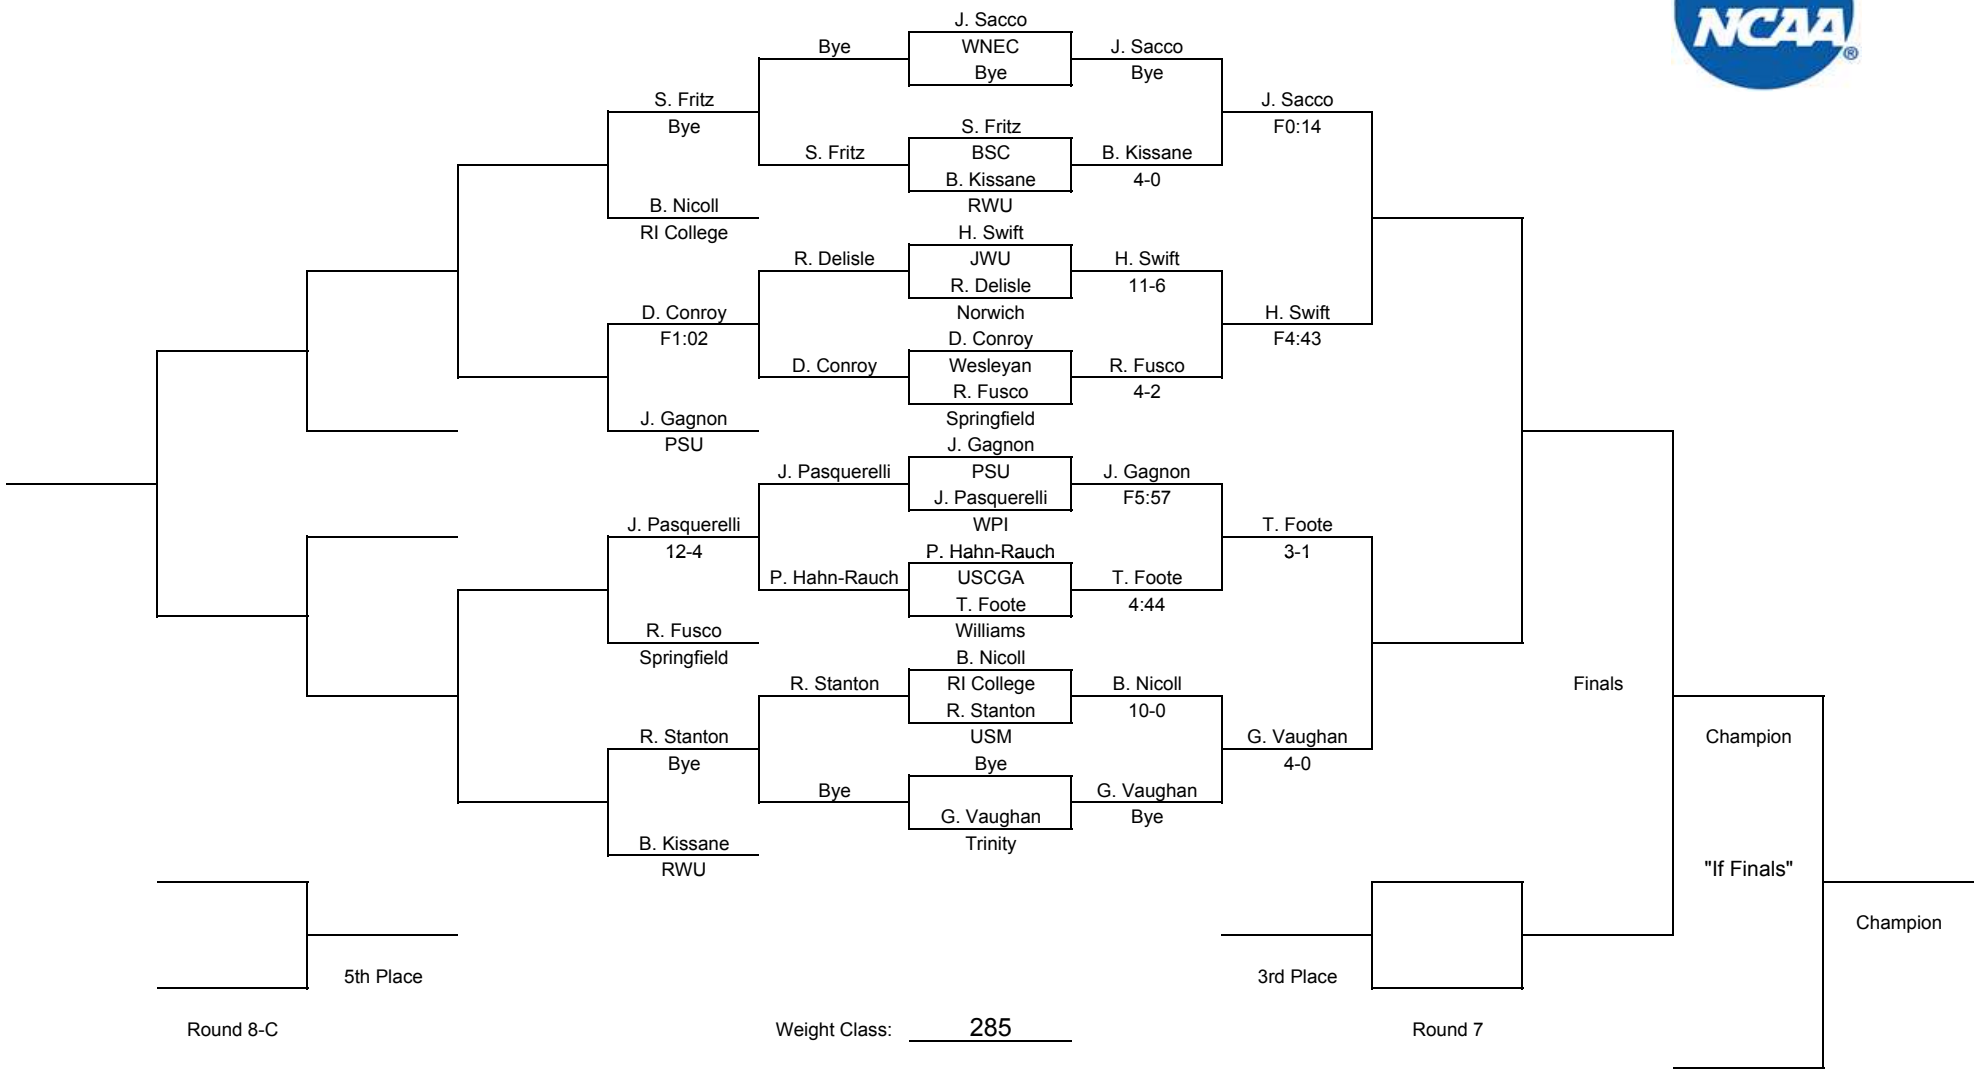 J. Sacco
NCAA
®
Bye
WNEC
J. Sacco
Bye
Bye
S. Fritz
J. Sacco
Bye
S. Fritz
F0:14
S. Fritz
BSC
B. Kissane
B. Kissane
4-0
B. Nicoll
RWU
RI College
H. Swift
R. Delisle
JWU
H. Swift
R. Delisle
11-6
D. Conroy
Norwich
H. Swift
F1:02
D. Conroy
F4:43
D. Conroy
Wesleyan
R. Fusco
R. Fusco
4-2
J. Gagnon
Springfield
PSU
J. Gagnon
J. Pasquerelli
PSU
J. Gagnon
J. Pasquerelli
F5:57
J. Pasquerelli
WPI
T. Foote
12-4
P. Hahn-Rauch
3-1
P. Hahn-Rauch
USCGA
T. Foote
T. Foote
4:44
R. Fusco
Williams
Springfield
B. Nicoll
R. Stanton
RI College
B. Nicoll
Finals
R. Stanton
10-0
R. Stanton
USM
G. Vaughan
Champion
Bye
Bye
4-0
Bye
G. Vaughan
G. Vaughan
Bye
B. Kissane
Trinity
RWU
"If Finals"
Champion
5th Place
3rd Place
Round 8-C
Weight Class:
285
Round 7